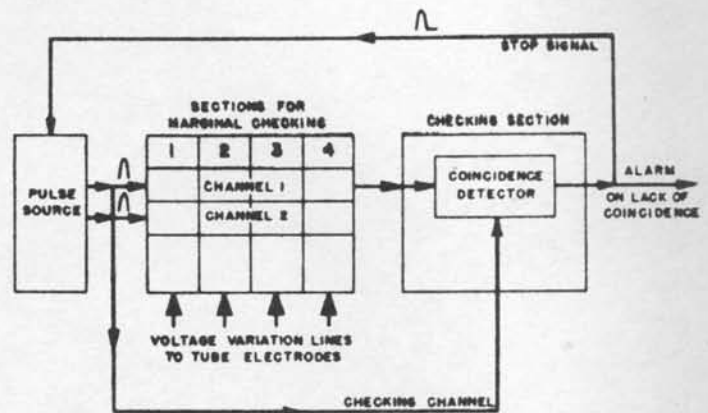 STOP SIGNAL
SECTIONS FOR
MARGINAL CHECKING
CHECKING SECTION
1 2 3 4
PULSE
SOURCE
CHANNEL 1
CHANNEL 2
COINCIDENCE
DETECTOR
ALARM
ON LACK OF
COINCIDENCE
VOLTAGE VARIATION LINES
TO TUBE ELECTRODES
CHECKING CHANNEL